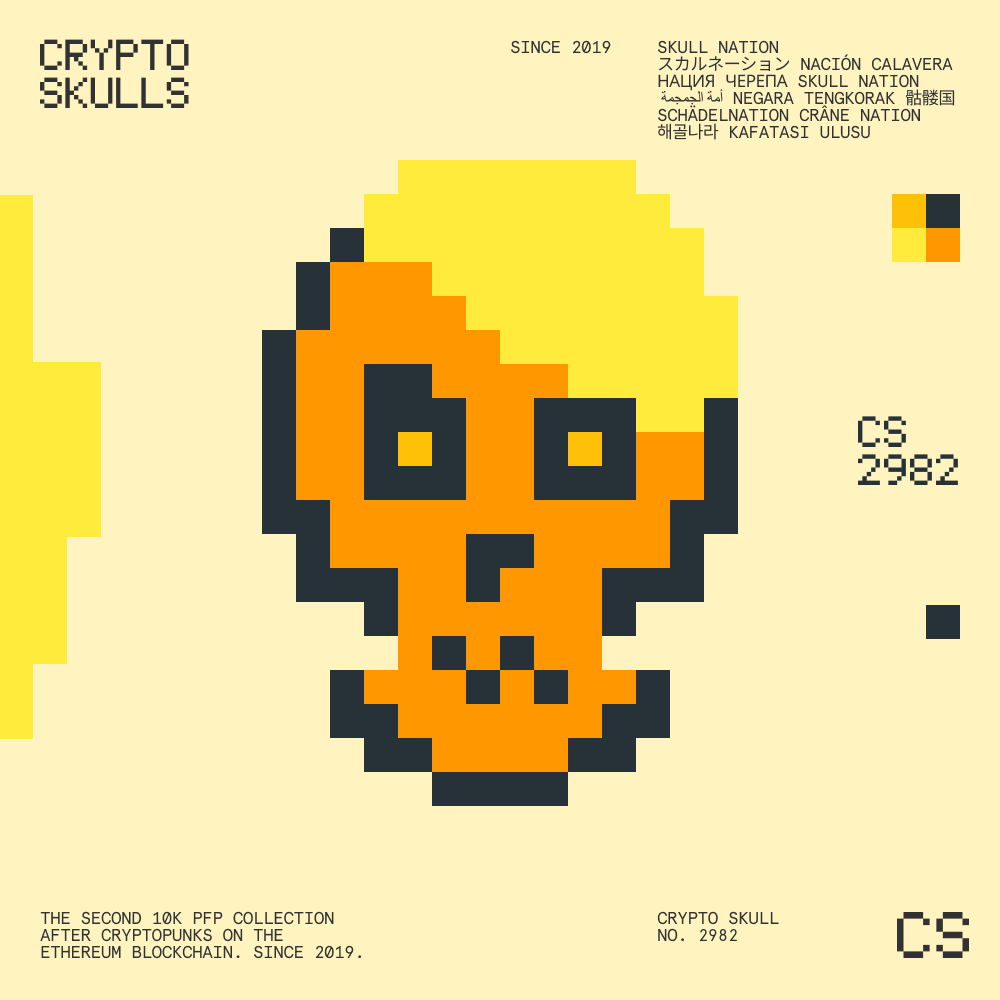 CRYPTO
SKULLS
SINCE 2019
SKULL NATION
スカルネーション NACIÓN CALAVERA
НАЦИЯ ЧЕРЕПА SKULL NATION
أمة الجمجمة NEGARA TENGKORAK 骷髅国
SCHÄDELNATION CRÂNE NATION
해골나라 KAFATASI ULUSU
CS
2982
THE SECOND 10K PFP COLLECTION
AFTER CRYPTOPUNKS ON THE
ETHEREUM BLOCKCHAIN. SINCE 2019.
CRYPTO SKULL
NO. 2982
CS